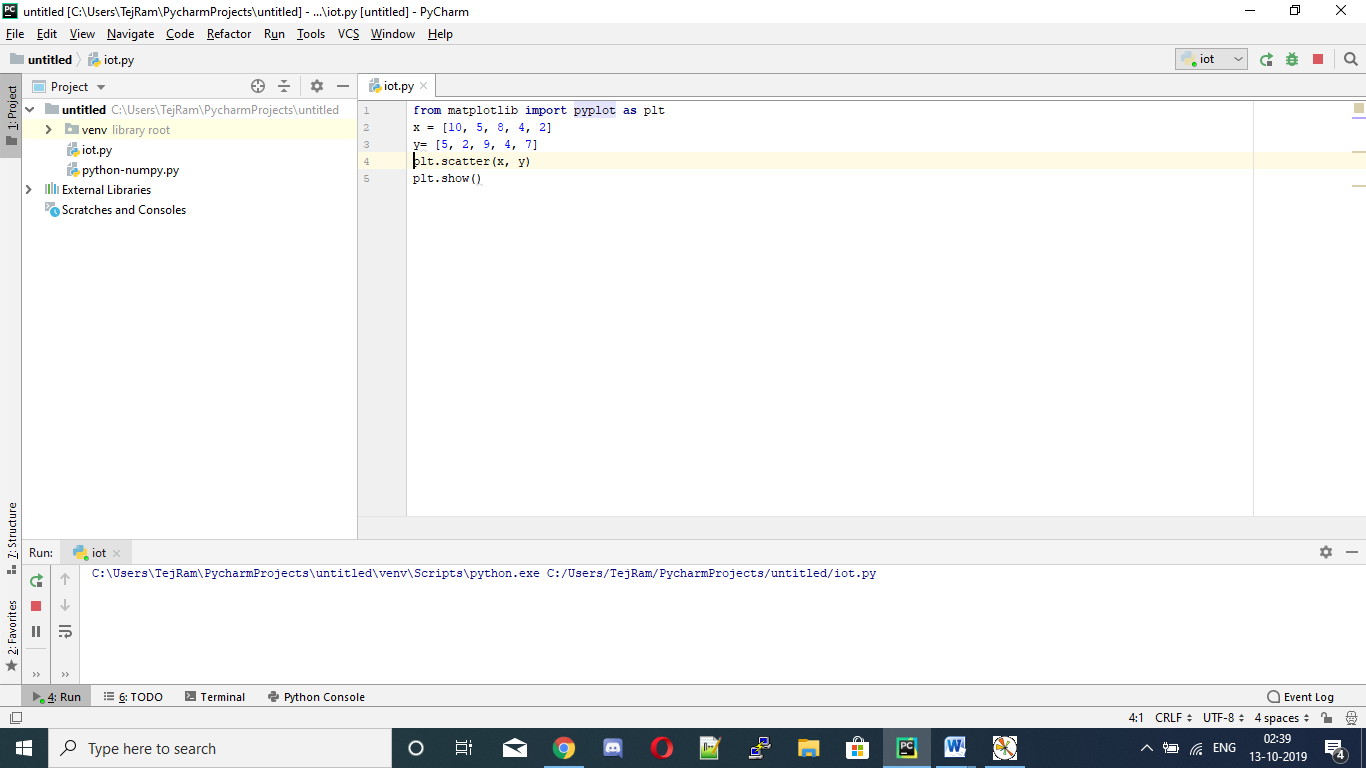 untitled [C:\Users\TejRam\PycharmProjects\untitled] - ...\iot.py [untitled] - PyCharm
File Edit View Navigate Code Refactor Run Tools VCS Window Help
untitled iot.py
iot
Project
iot.py
1: Project
untitled C:\Users\TejRam\PycharmProjects\untitled
venv library root
iot.py
python-numpy.py
External Libraries
Scratches and Consoles
1 from matplotlib import pyplot as plt
2 x = [10, 5, 8, 4, 2]
3 y= [5, 2, 9, 4, 7]
4 plt.scatter(x, y)
5 plt.show()
7: Structure
2: Favorites
Run: iot
C:\Users\TejRam\PycharmProjects\untitled\venv\Scripts\python.exe C:/Users/TejRam/PycharmProjects/untitled/iot.py
4: Run 6: TODO Terminal Python Console Event Log
4:1 CRLF UTF-8 4 spaces
Type here to search
ENG
02:39
13-10-2019
4